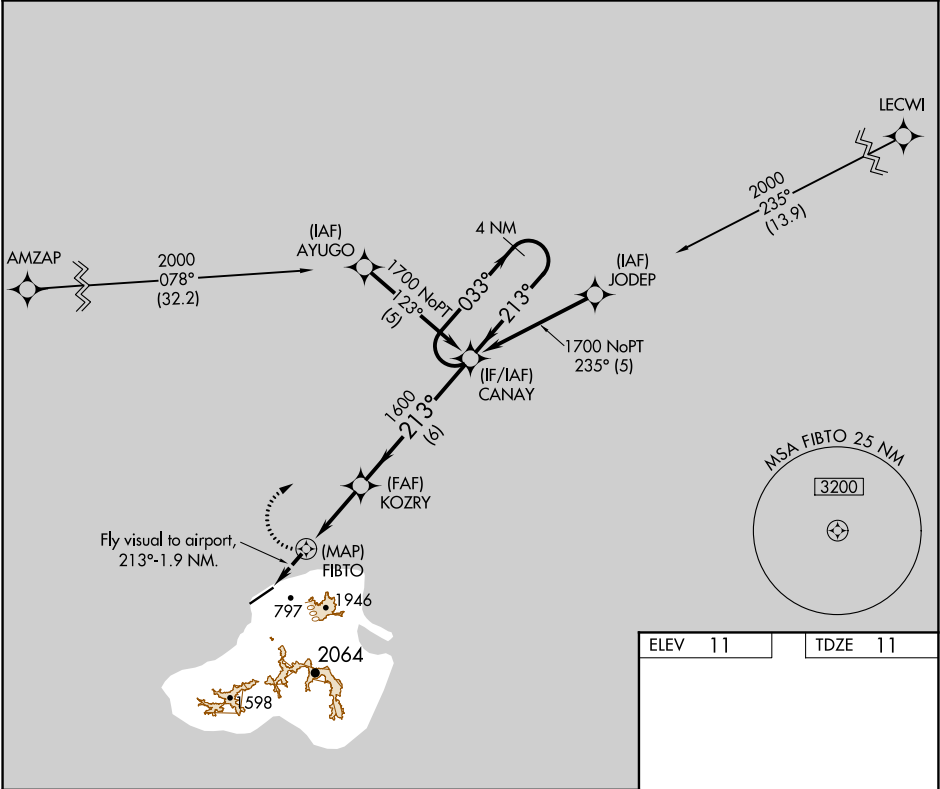 LECWI
2000
235°
(13.9)
4 NM
(IAF)
AYUGO
(IAF)
JODEP
AMZAP
2000
078°
(32.2)
1700 NoPT
123°
(5)
033°
213°
1700 NoPT
235° (5)
(IF/IAF)
CANAY
1600
213°
(6)
MSA FIBTO 25 NM
3200
(FAF)
KOZRY
Fly visual to airport,
213°-1.9 NM.
(MAP)
FIBTO
797
1946
2064
1598
ELEV 11
TDZE 11